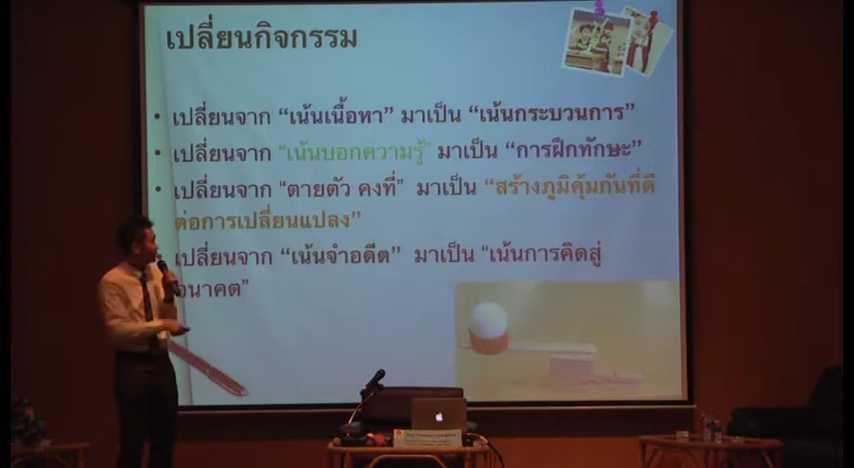 เปลี่ยนกิจกรรม
• เปลี่ยนจาก “เน้นเนื้อหา” มาเป็น “เน้นกระบวนการ”
• เปลี่ยนจาก “เน้นบอกความรู้” มาเป็น “การฝึกทักษะ”
• เปลี่ยนจาก “ตายตัว คงที่” มาเป็น “สร้างภูมิคุ้มกันที่ดี
ต่อการเปลี่ยนแปลง”
เปลี่ยนจาก “เน้นจำอดีต” มาเป็น “เน้นการคิดสู่
อนาคต”